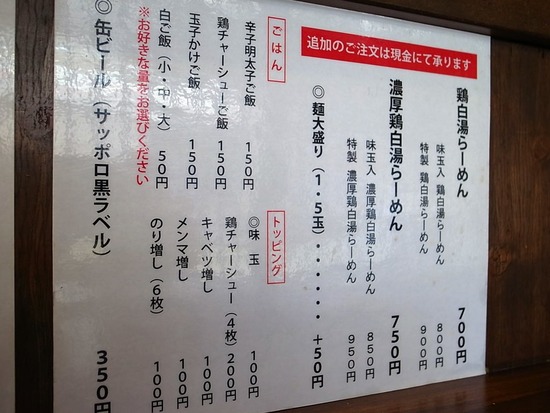 追加のご注文は現金にて承ります
鶏白湯らーめん 700円
味玉入 鶏白湯らーめん 800円
特製 鶏白湯らーめん 900円
濃厚鶏白湯らーめん 750円
味玉入 濃厚鶏白湯らーめん 850円
特製 濃厚鶏白湯らーめん 950円
◎麺大盛り（1・5玉）・・・・・・＋50円
ごはん
辛子明太子ご飯 150円
鶏チャーシューご飯 150円
玉子かけご飯 150円
白ご飯（小・中・大） 50円
※お好きな量をお選びください
トッピング
◎味玉 100円
鶏チャーシュー（4枚） 200円
キャベツ増し 100円
メンマ増し 100円
のり増し（6枚） 100円
◎缶ビール（サッポロ黒ラベル） 350円